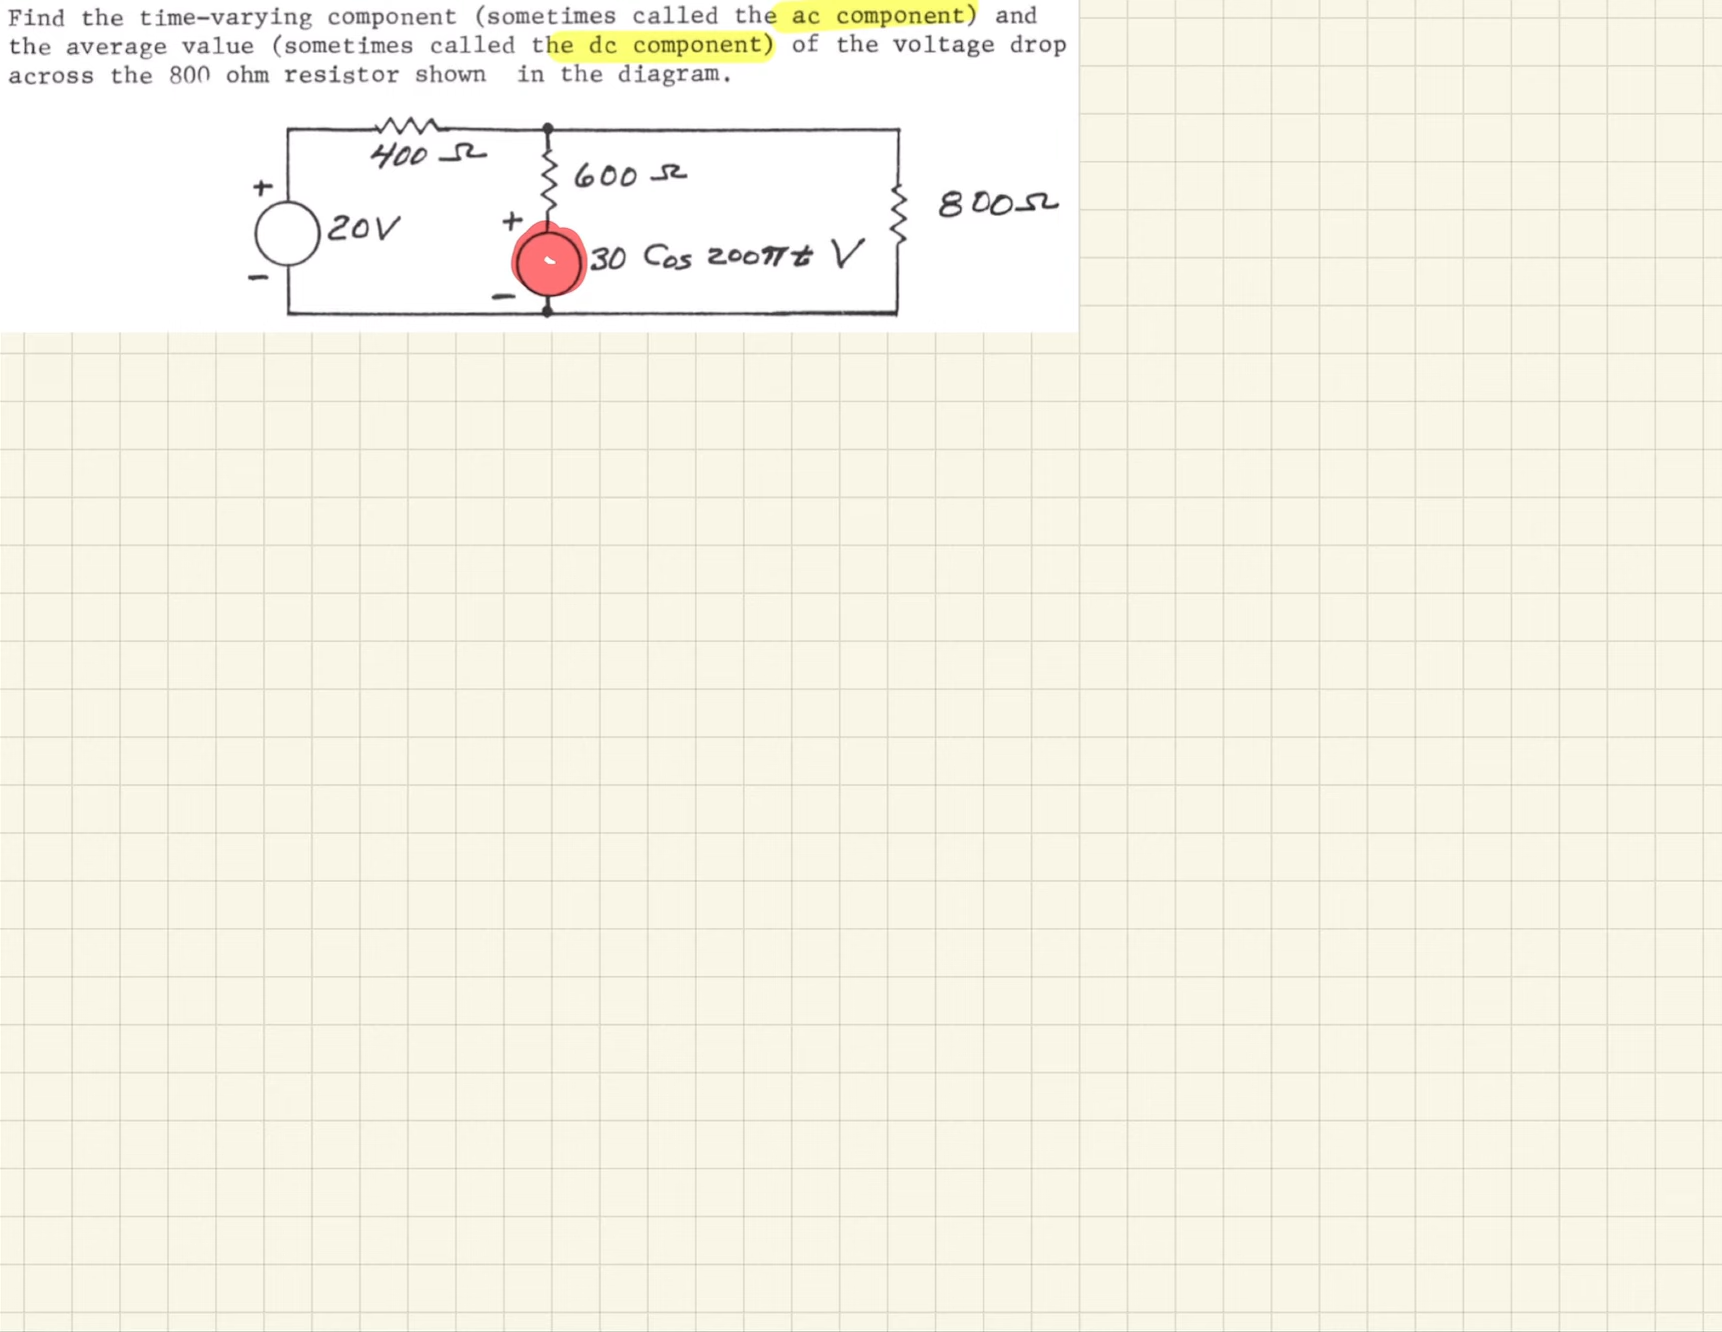 Find the time-varying component (sometimes called the ac component) and
the average value (sometimes called the dc component) of the voltage drop
across the 800 ohm resistor shown in the diagram.
400 Ω
600 Ω
800Ω
+
20V
-
+
30 Cos 200πt V
-